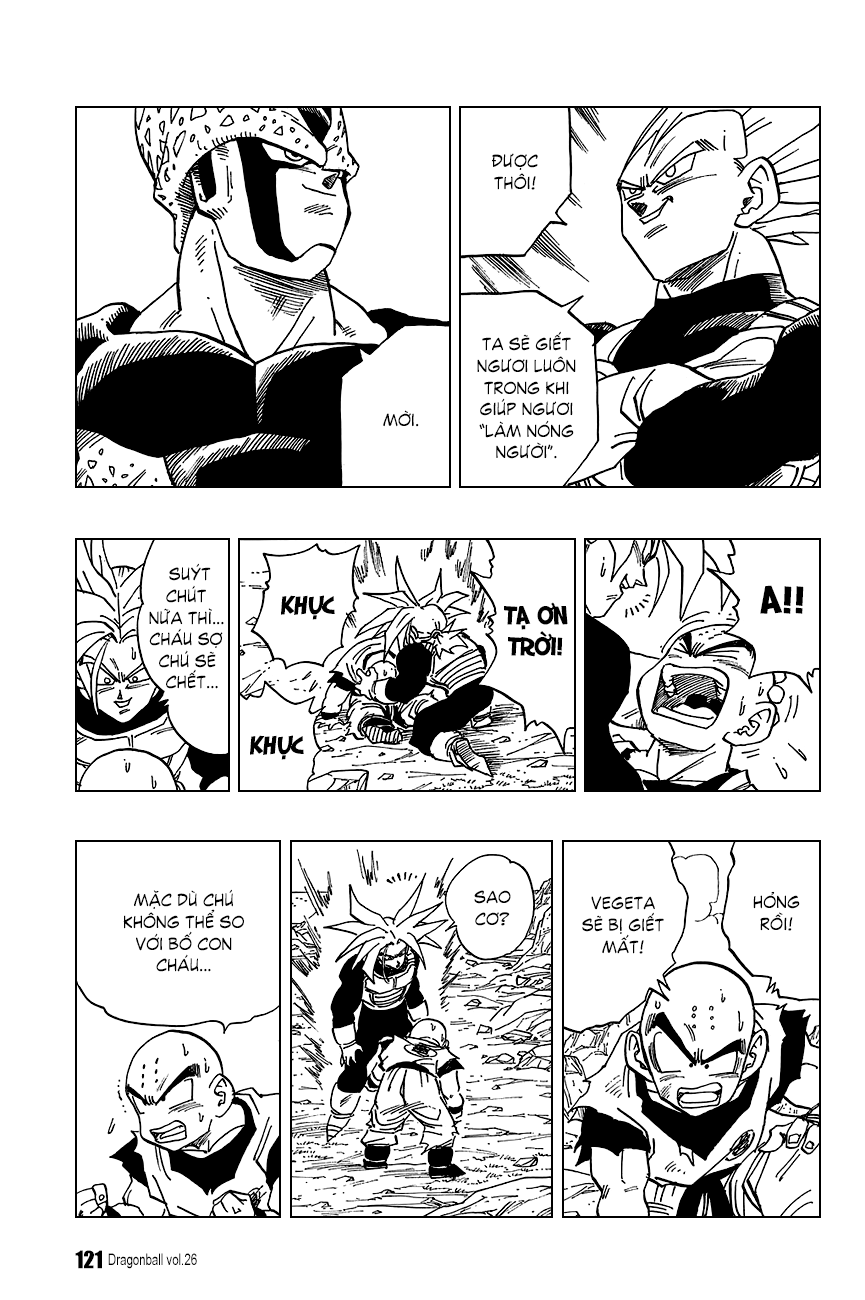 ĐƯỢC
THÔI!
TA SẼ GIẾT
NGƯƠI LUÔN
TRONG KHI
GIÚP NGƯƠI
“LÀM NÓNG
NGƯỜI”.
MỜI.
A!!
TẠ ƠN
TRỜI!
KHỤC
KHỤC
SUÝT
CHÚT
NỮA THÌ...
CHÁU SỢ
CHÚ SẼ
CHẾT...
HỎNG
RỒI!
VEGETA
SẼ BỊ GIẾT
MẤT!
SAO
CƠ?
MẶC DÙ CHÚ
KHÔNG THỂ SO
VỚI BỐ CON
CHÁU...
121 Dragonball vol.26